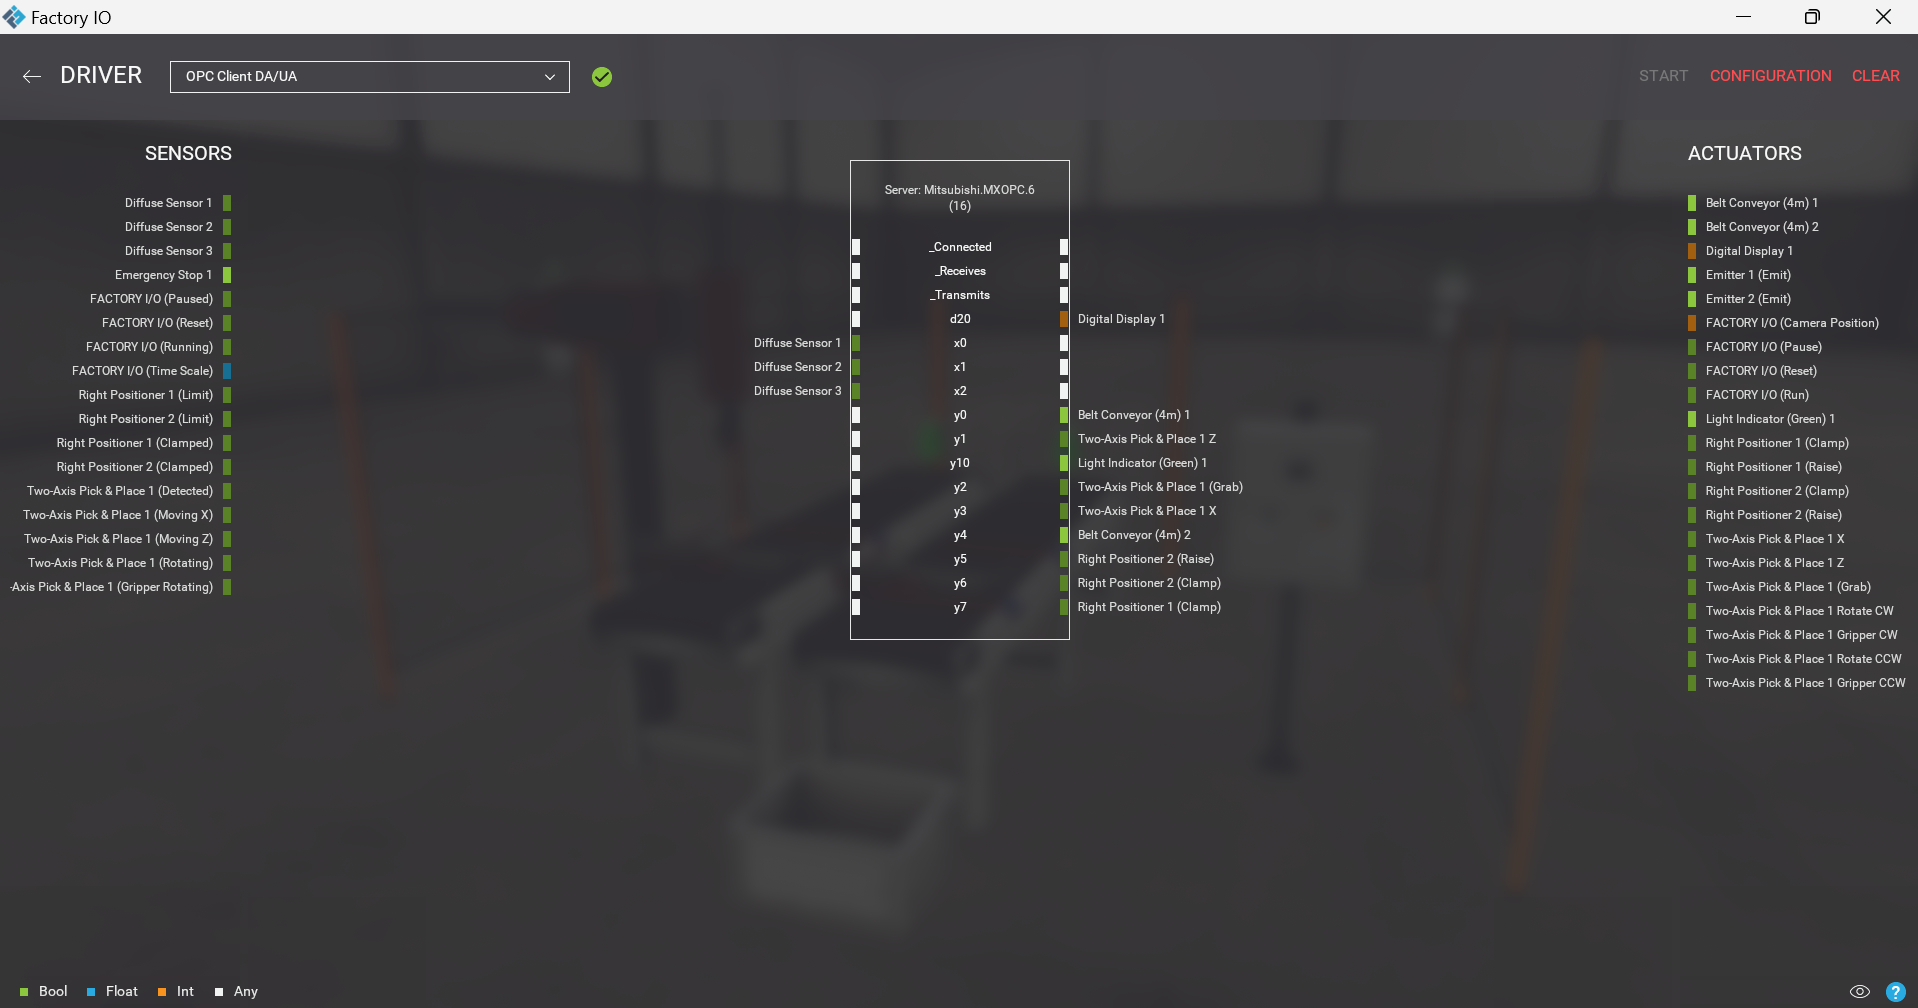 Factory IO
DRIVER
OPC Client DA/UA
START
CONFIGURATION
CLEAR
SENSORS
Diffuse Sensor 1
Diffuse Sensor 2
Diffuse Sensor 3
Emergency Stop 1
FACTORY I/O (Paused)
FACTORY I/O (Reset)
FACTORY I/O (Running)
FACTORY I/O (Time Scale)
Right Positioner 1 (Limit)
Right Positioner 2 (Limit)
Right Positioner 1 (Clamped)
Right Positioner 2 (Clamped)
Two-Axis Pick & Place 1 (Detected)
Two-Axis Pick & Place 1 (Moving X)
Two-Axis Pick & Place 1 (Moving Z)
Two-Axis Pick & Place 1 (Rotating)
-Axis Pick & Place 1 (Gripper Rotating)
Server: Mitsubishi.MXOPC.6
(16)
_Connected
_Receives
_Transmits
d20 Digital Display 1
Diffuse Sensor 1 x0
Diffuse Sensor 2 x1
Diffuse Sensor 3 x2
y0 Belt Conveyor (4m) 1
y1 Two-Axis Pick & Place 1 Z
y10 Light Indicator (Green) 1
y2 Two-Axis Pick & Place 1 (Grab)
y3 Two-Axis Pick & Place 1 X
y4 Belt Conveyor (4m) 2
y5 Right Positioner 2 (Raise)
y6 Right Positioner 2 (Clamp)
y7 Right Positioner 1 (Clamp)
ACTUATORS
Belt Conveyor (4m) 1
Belt Conveyor (4m) 2
Digital Display 1
Emitter 1 (Emit)
Emitter 2 (Emit)
FACTORY I/O (Camera Position)
FACTORY I/O (Pause)
FACTORY I/O (Reset)
FACTORY I/O (Run)
Light Indicator (Green) 1
Right Positioner 1 (Clamp)
Right Positioner 1 (Raise)
Right Positioner 2 (Clamp)
Right Positioner 2 (Raise)
Two-Axis Pick & Place 1 X
Two-Axis Pick & Place 1 Z
Two-Axis Pick & Place 1 (Grab)
Two-Axis Pick & Place 1 Rotate CW
Two-Axis Pick & Place 1 Gripper CW
Two-Axis Pick & Place 1 Rotate CCW
Two-Axis Pick & Place 1 Gripper CCW
Bool Float Int Any
?